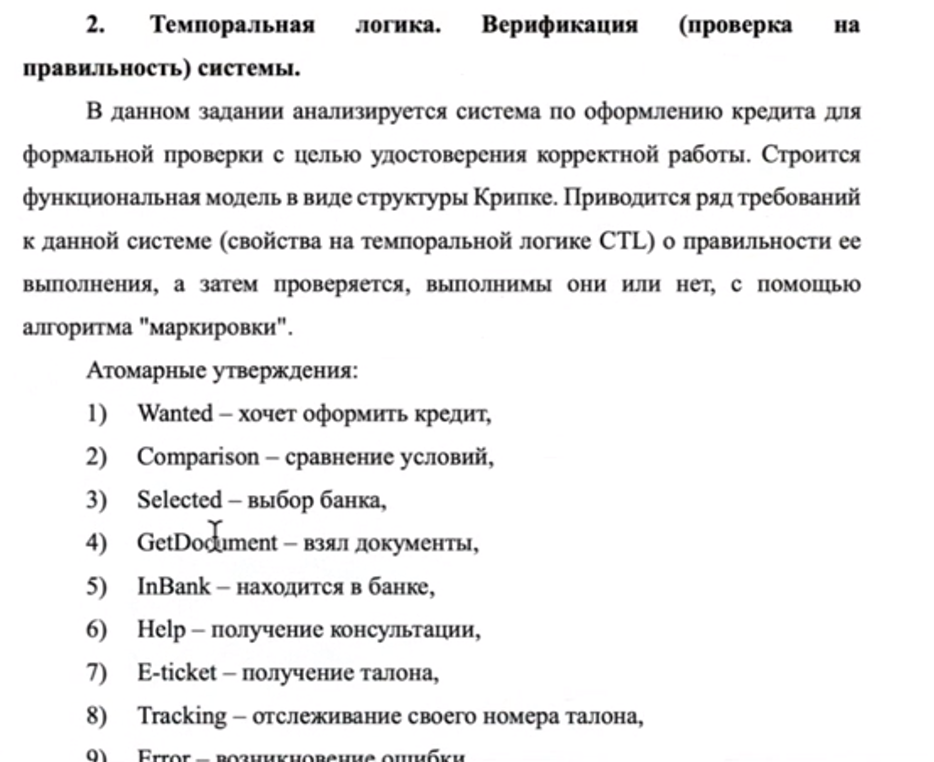 2. Темпоральная логика. Верификация (проверка на
правильность) системы.
В данном задании анализируется система по оформлению кредита для
формальной проверки с целью удостоверения корректной работы. Строится
функциональная модель в виде структуры Крипке. Приводится ряд требований
к данной системе (свойства на темпоральной логике CTL) о правильности ее
выполнения, а затем проверяется, выполнимы они или нет, с помощью
алгоритма "маркировки".
Атомарные утверждения:
1) Wanted – хочет оформить кредит,
2) Comparison – сравнение условий,
3) Selected – выбор банка,
4) GetDocument – взял документы,
5) InBank – находится в банке,
6) Help – получение консультации,
7) E-ticket – получение талона,
8) Tracking – отслеживание своего номера талона,
9) Error – возникновение ошибки